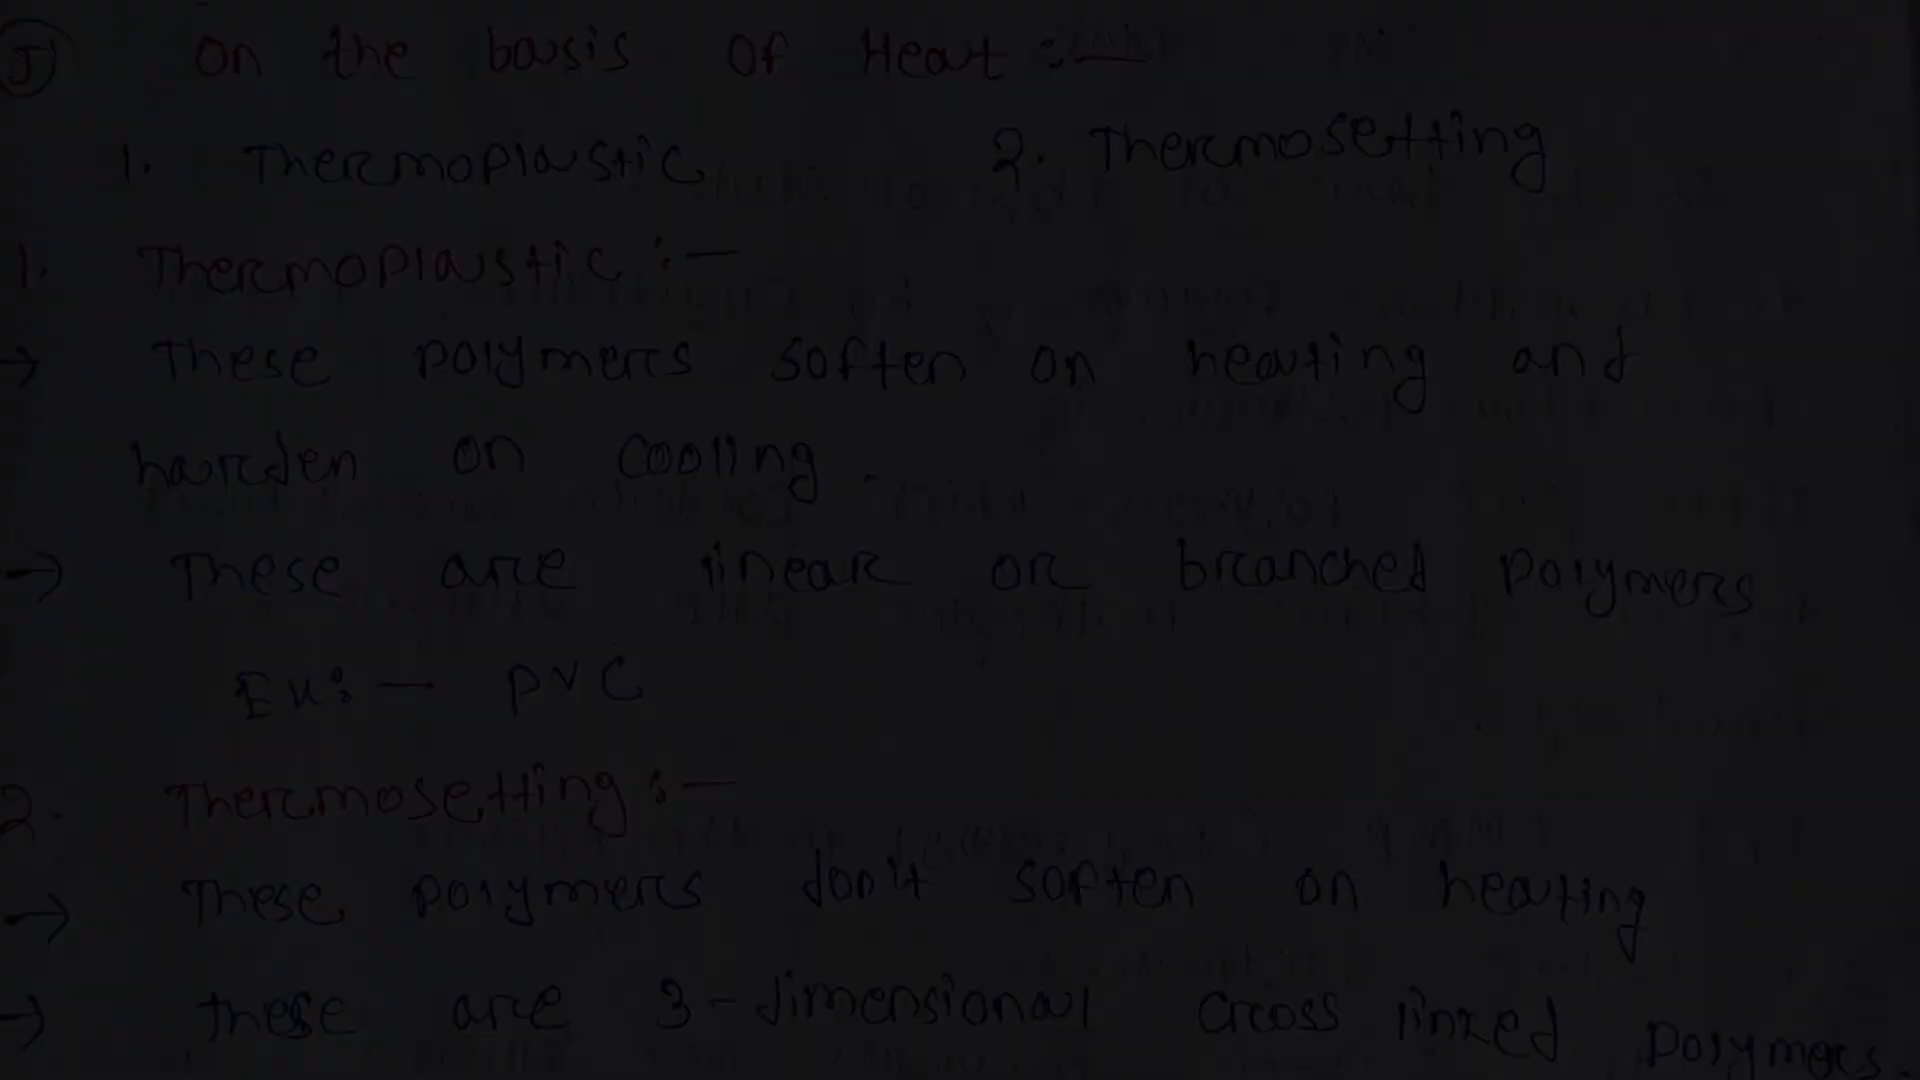 J on the basis of Heat :—
1. Thermoplastic 2. Thermosetting
1. Thermoplastic :—
→ These polymers soften on heating and
harden on cooling.
→ These are linear or branched polymers
Ex:— PVC
2. Thermosetting :—
→ These polymers don't soften on heating
→ these are 3-dimensional cross linked polymers.